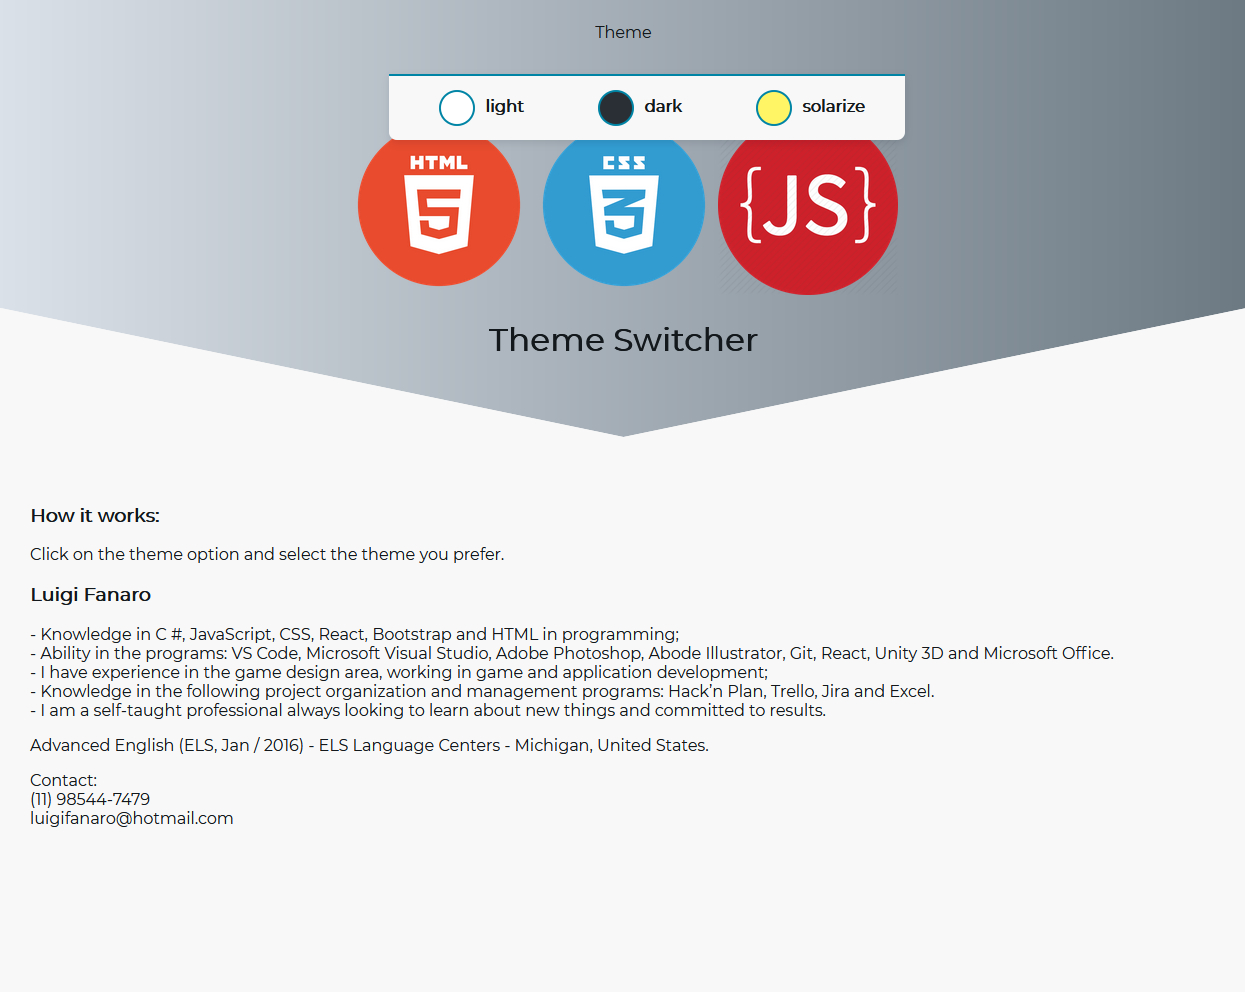 Theme
light dark solarize
HTML CSS
5 3 {JS}
Theme Switcher
How it works:
Click on the theme option and select the theme you prefer.
Luigi Fanaro
- Knowledge in C #, JavaScript, CSS, React, Bootstrap and HTML in programming;
- Ability in the programs: VS Code, Microsoft Visual Studio, Adobe Photoshop, Abode Illustrator, Git, React, Unity 3D and Microsoft Office.
- I have experience in the game design area, working in game and application development;
- Knowledge in the following project organization and management programs: Hack’n Plan, Trello, Jira and Excel.
- I am a self-taught professional always looking to learn about new things and committed to results.
Advanced English (ELS, Jan / 2016) - ELS Language Centers - Michigan, United States.
Contact:
(11) 98544-7479
luigifanaro@hotmail.com